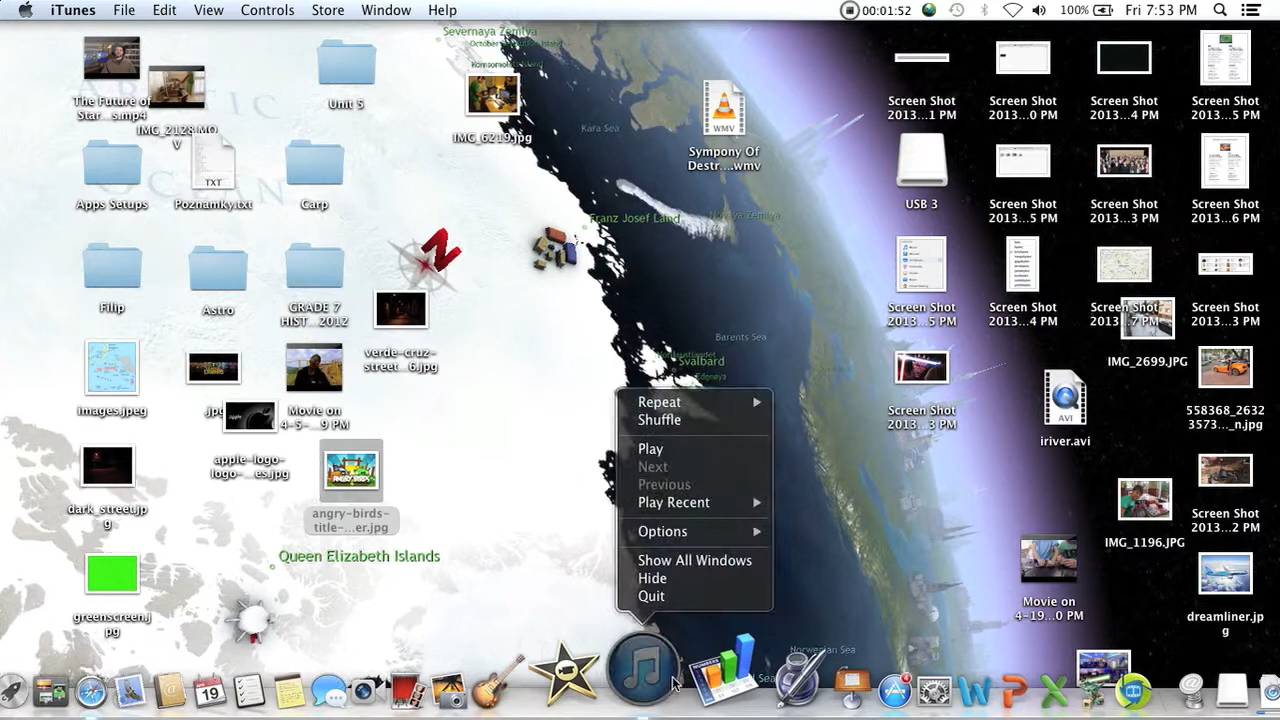 iTunes File Edit View Controls Store Window Help
00:01:52 100% Fri 7:53 PM
Severnaya Zemlya
Komsomolets Island
The Future of
Star...s.mp4
IMG_2128.MO
V
Unit 5
IMG_6219.jpg
Kara Sea
WMV
Sympony Of
Destr...wmv
Screen Shot
2013...1 PM
Screen Shot
2013...0 PM
Screen Shot
2013...4 PM
Screen Shot
2013...5 PM
Apps Setups
TXT
Poznamky.txt
Carp
Franz Josef Land
Novaya Zemlya
USB 3
Screen Shot
2013...5 PM
Screen Shot
2013...3 PM
Screen Shot
2013...6 PM
Filip
Astro
GRADE 7
HIST...2012
N
verde-cruz-
street...6.jpg
Barents Sea
Svalbard
Edgeøya
Screen Shot
2013...5 PM
Screen Shot
2013...4 PM
Screen Shot
2013...7 PM
Screen Shot
2013...3 PM
IMG_2699.JPG
images.jpeg
.jpg
Movie on
4-5-...9 PM
Screen Shot
2013...3 PM
AVI
iriver.avi
558368_2632
3573..._n.jpg
apple-logo-
logo-...es.jpg
dark_street.jp
g
angry-birds-
title-...er.jpg
Screen Shot
2013...2 PM
IMG_1196.JPG
Queen Elizabeth Islands
greenscreen.j
pg
Movie on
4-19...0 PM
dreamliner.jp
g
Repeat
Shuffle
Play
Next
Previous
Play Recent
Options
Show All Windows
Hide
Quit
Norwegian Sea
19
NUMBERS
4